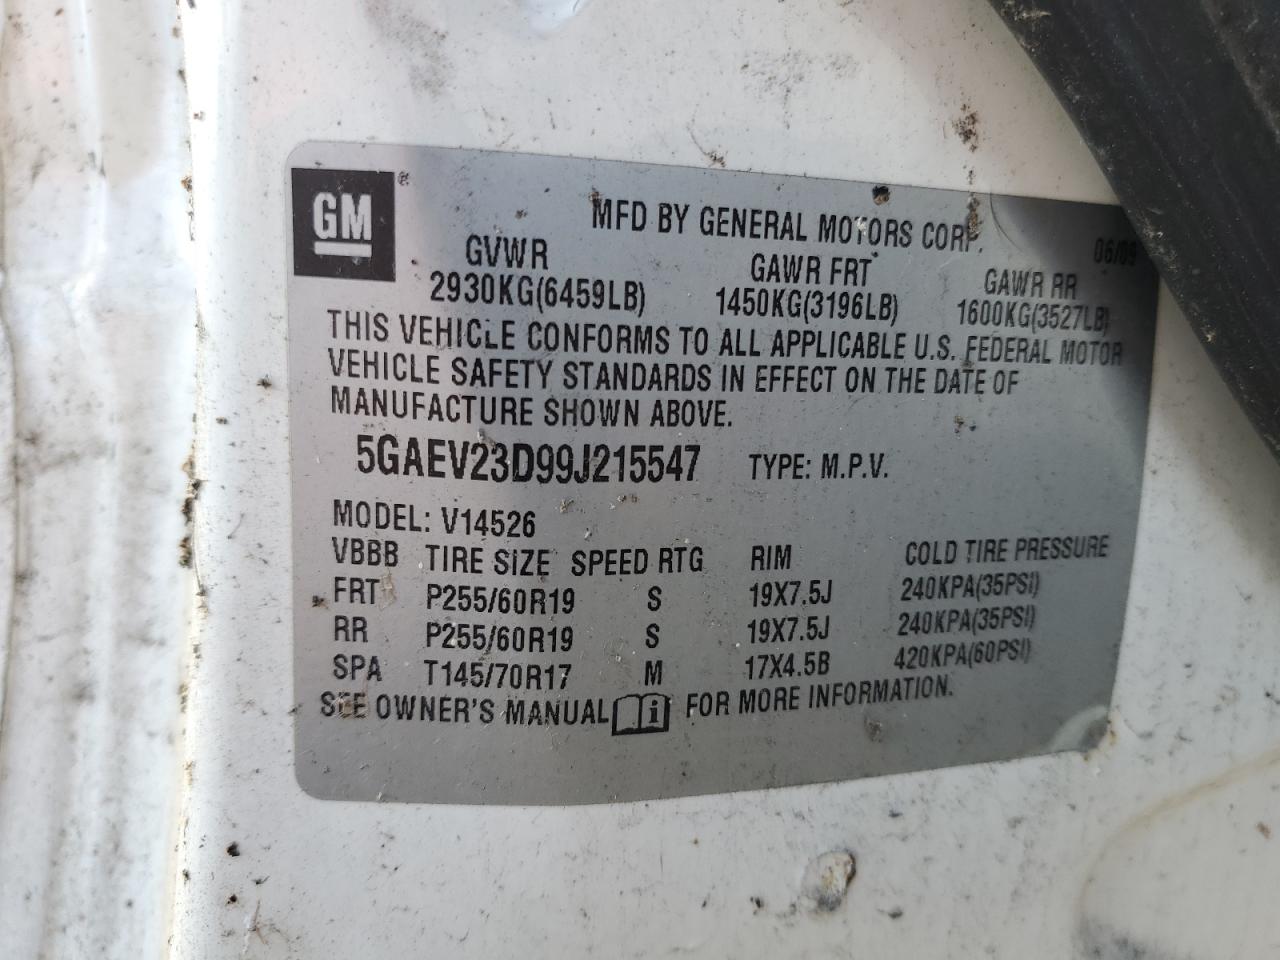 GM ®
MFD BY GENERAL MOTORS CORP. 06/09
GVWR GAWR FRT GAWR RR
2930KG(6459LB) 1450KG(3196LB) 1600KG(3527LB)
THIS VEHICLE CONFORMS TO ALL APPLICABLE U.S. FEDERAL MOTOR
VEHICLE SAFETY STANDARDS IN EFFECT ON THE DATE OF
MANUFACTURE SHOWN ABOVE.
5GAEV23D99J215547 TYPE: M.P.V.
MODEL: V14526
VBBB TIRE SIZE SPEED RTG RIM COLD TIRE PRESSURE
FRT P255/60R19 S 19X7.5J 240KPA(35PSI)
RR P255/60R19 S 19X7.5J 240KPA(35PSI)
SPA T145/70R17 M 17X4.5B 420KPA(60PSI)
SEE OWNER'S MANUAL i FOR MORE INFORMATION.